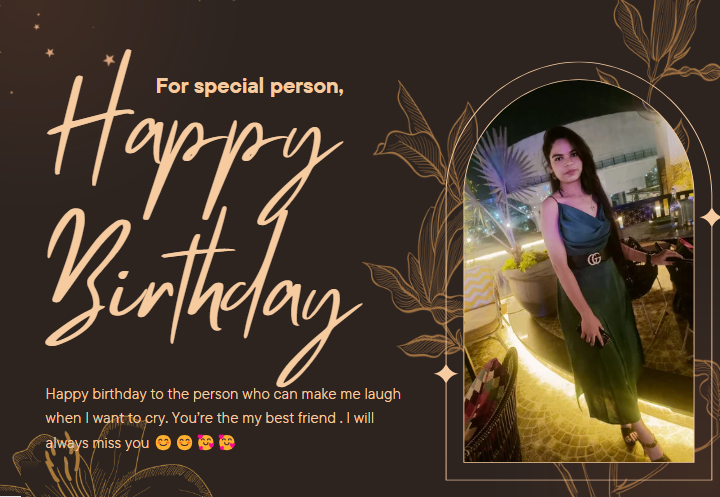 For special person,
Happy
Birthday
Happy birthday to the person who can make me laugh
when I want to cry. You're the my best friend . I will
always miss you 😊 😊 🥰 🥰